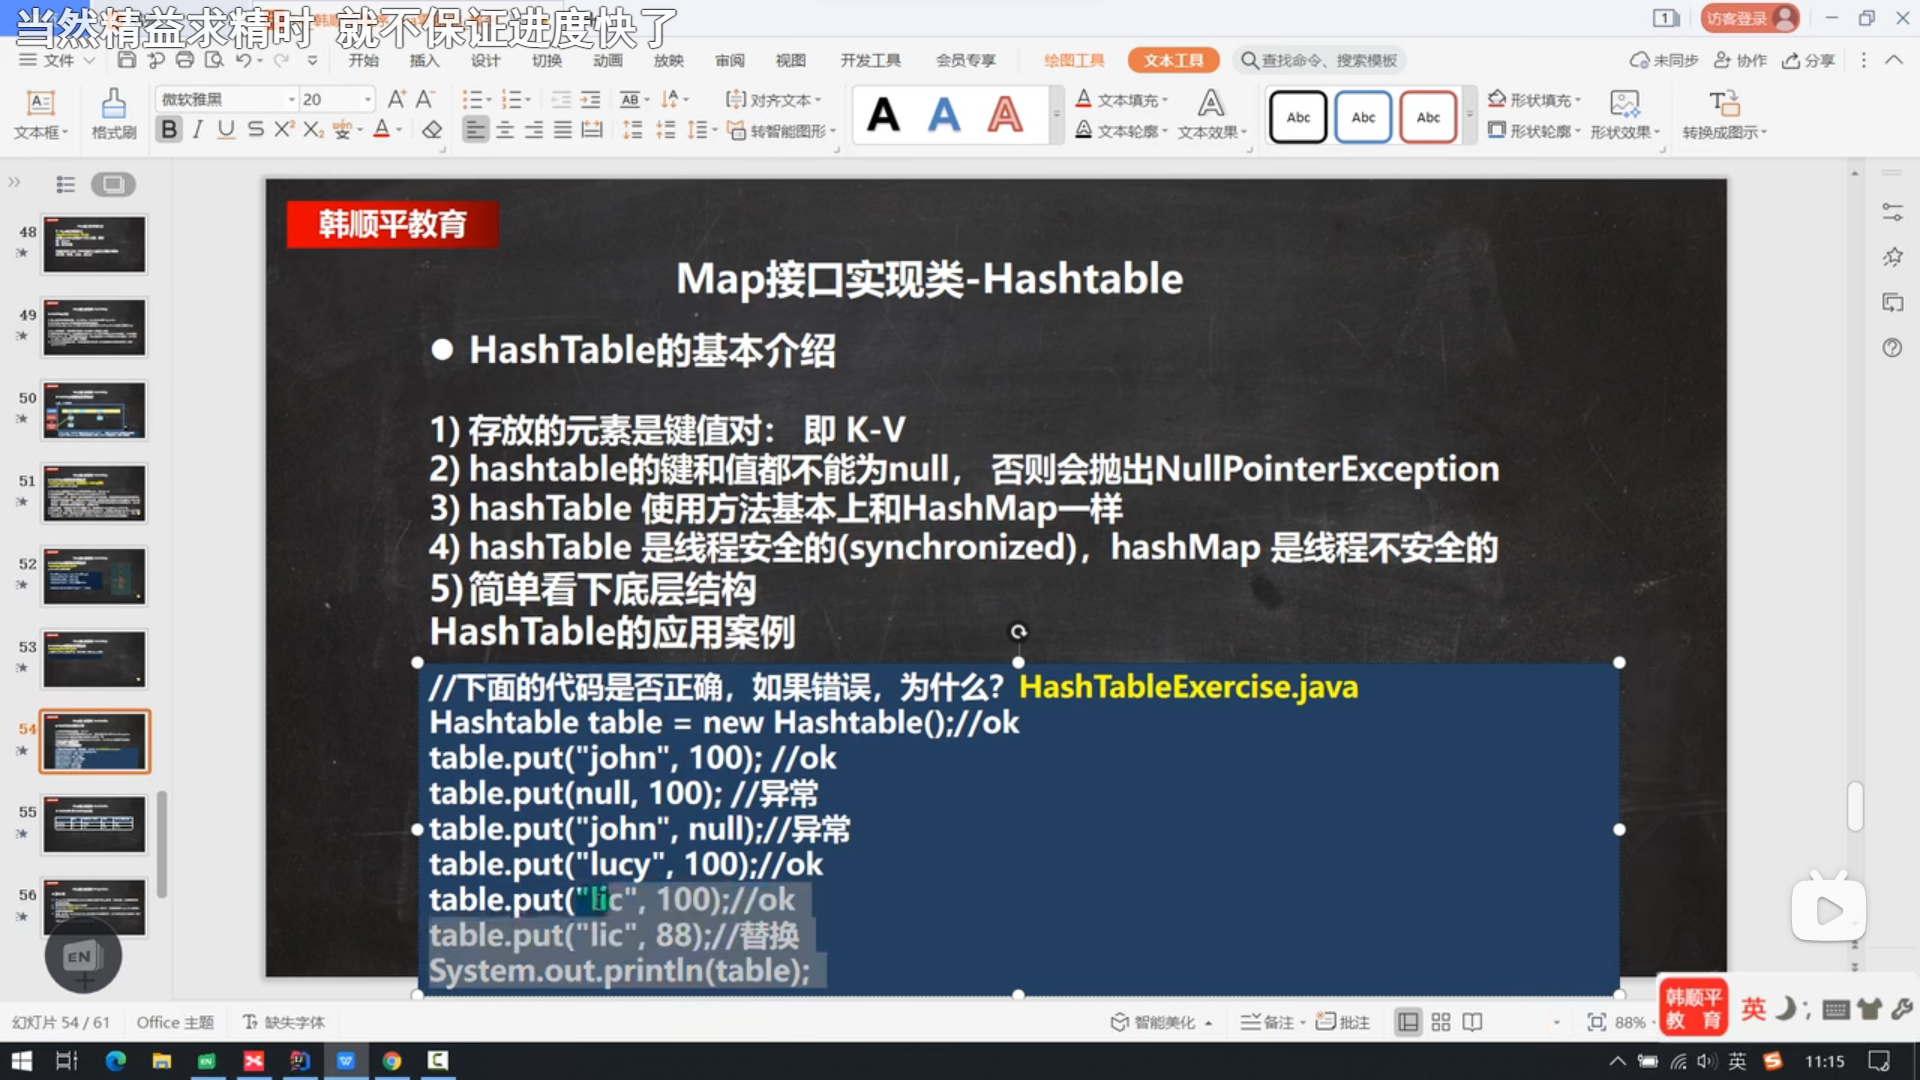 当然精益求精时 就不保证进度快了
访客登录
文件
开始 插入 设计 切换 动画 放映 审阅 视图 开发工具 会员专享 绘图工具 文本工具 查找命令、搜索模板
未同步 协作 分享
文本框 格式刷
微软雅黑 20
对齐文本
转智能图形
文本填充
文本轮廓
文本效果
Abc Abc Abc
形状填充
形状轮廓
形状效果
转换成图示
48
49
50
51
52
53
54
55
56
韩顺平教育
Map接口实现类-Hashtable
● HashTable的基本介绍
1) 存放的元素是键值对： 即 K-V
2) hashtable的键和值都不能为null， 否则会抛出NullPointerException
3) hashTable 使用方法基本上和HashMap一样
4) hashTable 是线程安全的(synchronized)，hashMap 是线程不安全的
5) 简单看下底层结构
HashTable的应用案例
//下面的代码是否正确，如果错误，为什么？HashTableExercise.java
Hashtable table = new Hashtable();//ok
table.put("john", 100); //ok
table.put(null, 100); //异常
table.put("john", null);//异常
table.put("lucy", 100);//ok
table.put("lic", 100);//ok
table.put("lic", 88);//替换
System.out.println(table);
EN
幻灯片 54 / 61 Office 主题 缺失字体
智能美化 备注 批注 88%
韩顺平
教 育
英
英 11:15